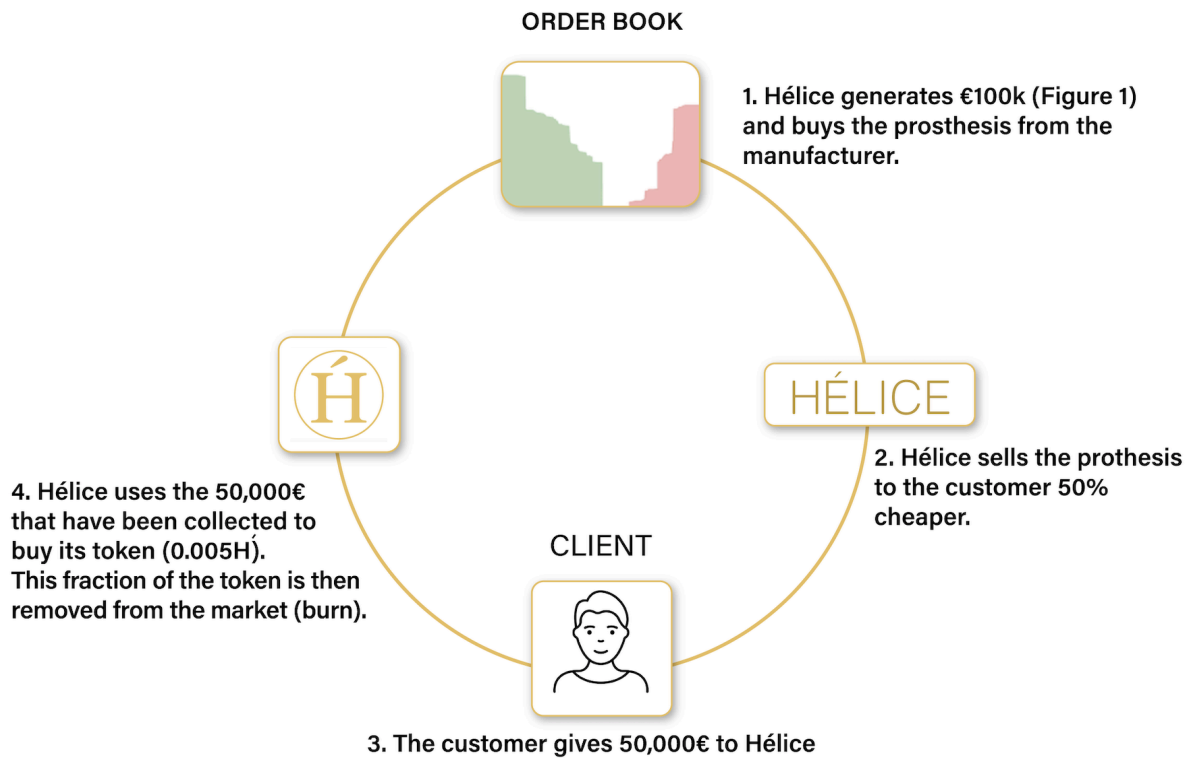 ORDER BOOK
1. Hélice generates €100k (Figure 1)
and buys the prosthesis from the
manufacturer.
HÉLICE
2. Hélice sells the prothesis
to the customer 50%
cheaper.
CLIENT
3. The customer gives 50,000€ to Hélice
H́
4. Hélice uses the 50,000€
that have been collected to
buy its token (0.005H́).
This fraction of the token is then
removed from the market (burn).